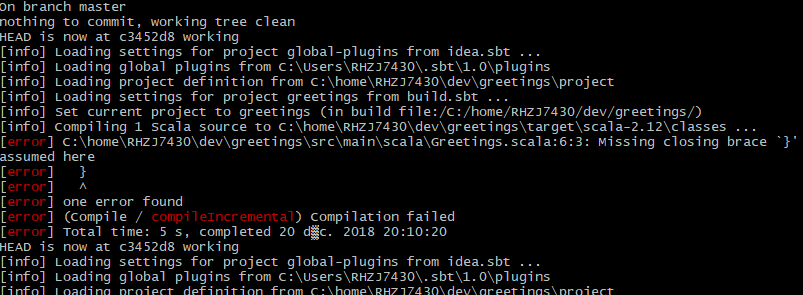 On branch master
nothing to commit, working tree clean
HEAD is now at c3452d8 working
[info] Loading settings for project global-plugins from idea.sbt ...
[info] Loading global plugins from C:\Users\RHZJ7430\.sbt\1.0\plugins
[info] Loading project definition from C:\home\RHZJ7430\dev\greetings\project
[info] Loading settings for project greetings from build.sbt ...
[info] Set current project to greetings (in build file:/C:/home/RHZJ7430/dev/greetings/)
[info] Compiling 1 Scala source to C:\home\RHZJ7430\dev\greetings\target\scala-2.12\classes ...
[error] C:\home\RHZJ7430\dev\greetings\src\main\scala\Greetings.scala:6:3: Missing closing brace `}'
assumed here
[error]   }
[error]   ^
[error] one error found
[error] (Compile / compileIncremental) Compilation failed
[error] Total time: 5 s, completed 20 d▒c. 2018 20:10:20
HEAD is now at c3452d8 working
[info] Loading settings for project global-plugins from idea.sbt ...
[info] Loading global plugins from C:\Users\RHZJ7430\.sbt\1.0\plugins
[info] Loading project definition from C:\home\RHZJ7430\dev\greetings\project